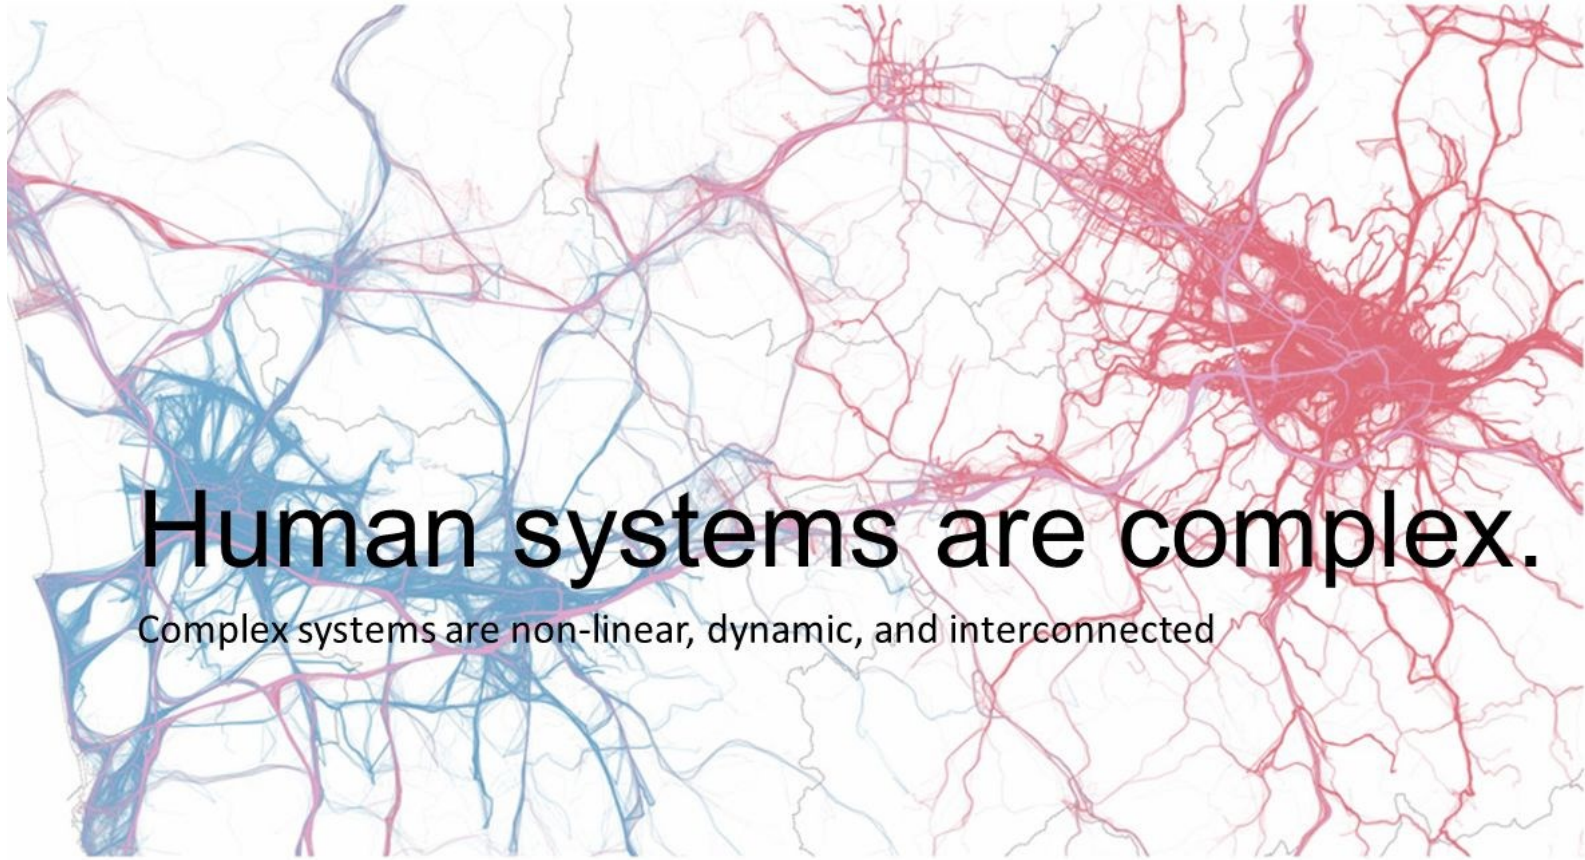 Human systems are complex.
Complex systems are non-linear, dynamic, and interconnected